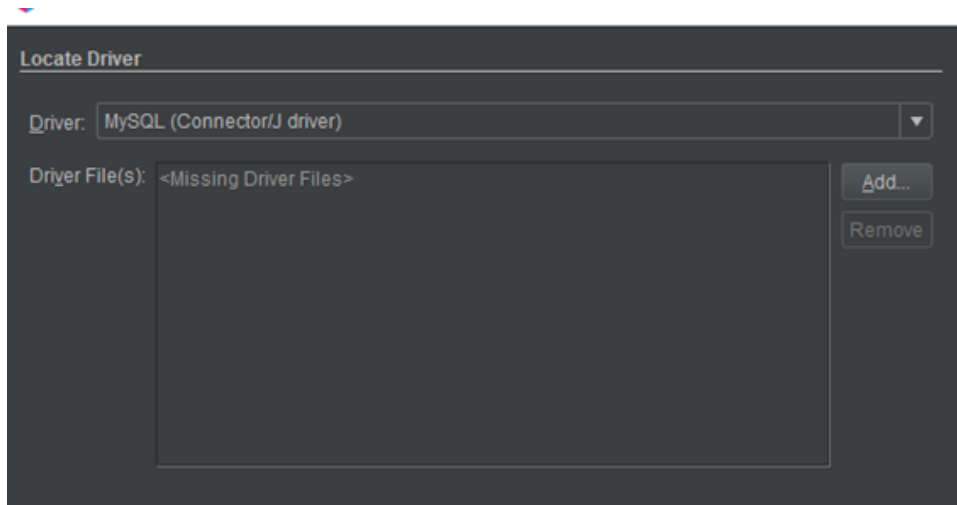 Locate Driver
Driver: MySQL (Connector/J driver)
Driver File(s): <Missing Driver Files> Add...
Remove